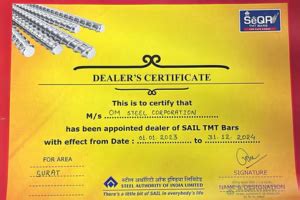 SeQR
DEALER'S CERTIFICATE
This is to certify that
M/s OM STEEL CORPORATION
has been appointed dealer of SAIL TMT Bars
with effect from Date : 01.01.2023 to 31.12.2024
FOR AREA
SURAT
स्टील अथॉरिटी ऑफ इण्डिया लिमिटेड
STEEL AUTHORITY OF INDIA LIMITED
There's a little bit of SAIL in everybody's life
SIGNATURE
NAME & DESIGNATION